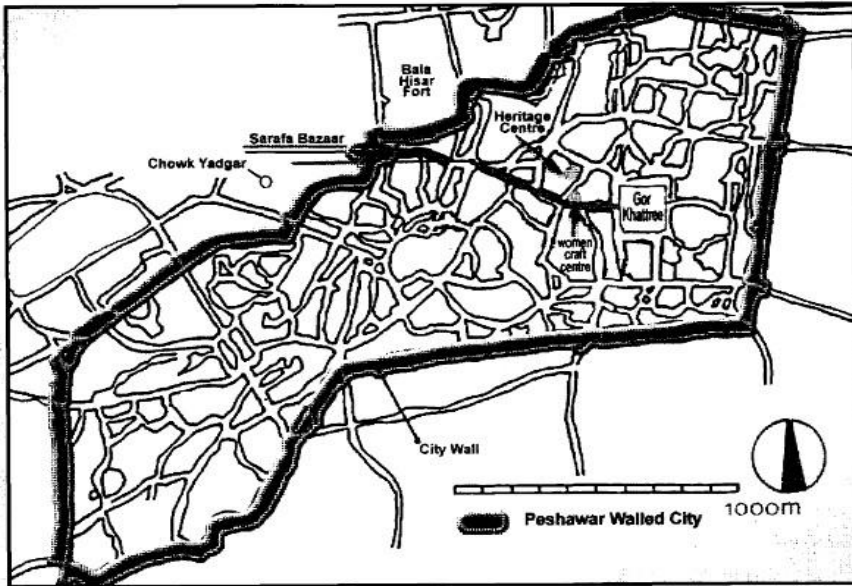 Bala
Hisar
Fort
Heritage
Centre
Sarafa Bazaar
Chowk Yadgar
Gor
Khattree
women
craft
centre
City Wall
1000m
Peshawar Walled City